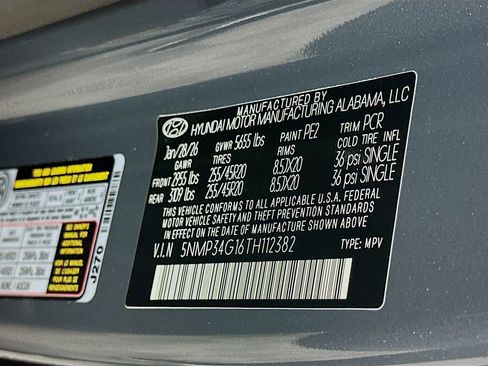 MANUFACTURED BY
HYUNDAI MOTOR MANUFACTURING ALABAMA, LLC
Jan/28/26 GVWR 5655 lbs PAINT PE2 TRIM PCR
GAWR TIRES RIMS COLD TIRE INFL
FRONT 2955 lbs 255/45R20 8.5JX20 36 psi SINGLE
REAR 3109 lbs 255/45R20 8.5JX20 36 psi SINGLE
THIS VEHICLE CONFORMS TO ALL APPLICABLE U.S.A. FEDERAL
MOTOR VEHICLE SAFETY AND THEFT PREVENTION STANDARDS
IN EFFECT ON THE DATE OF MANUFACTURE SHOWN ABOVE.
V.I.N 5NMP34G16TH112382 TYPE: MPV
J270